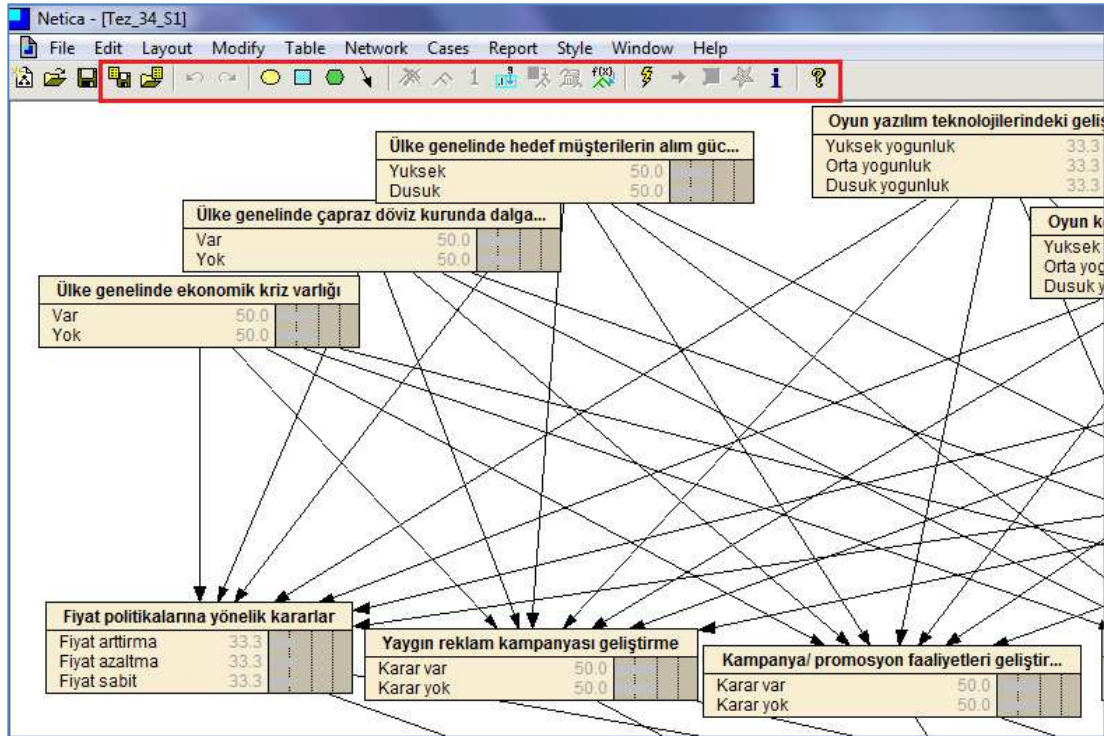 Netica - [Tez_34_S1]
File Edit Layout Modify Table Network Cases Report Style Window Help
1 f(x) i ?
Oyun yazılım teknolojilerindeki geliş
Yuksek yogunluk 33.3
Orta yogunluk 33.3
Dusuk yogunluk 33.3
Ülke genelinde hedef müşterilerin alım güc...
Yuksek 50.0
Dusuk 50.0
Ülke genelinde çapraz döviz kurunda dalga...
Var 50.0
Yok 50.0
Oyun k
Yuksek
Orta yog
Dusuk y
Ülke genelinde ekonomik kriz varlığı
Var 50.0
Yok 50.0
Fiyat politikalarına yönelik kararlar
Fiyat arttirma 33.3
Fiyat azaltma 33.3
Fiyat sabit 33.3
Yaygın reklam kampanyası geliştirme
Karar var 50.0
Karar yok 50.0
Kampanya/ promosyon faaliyetleri geliştir...
Karar var 50.0
Karar yok 50.0